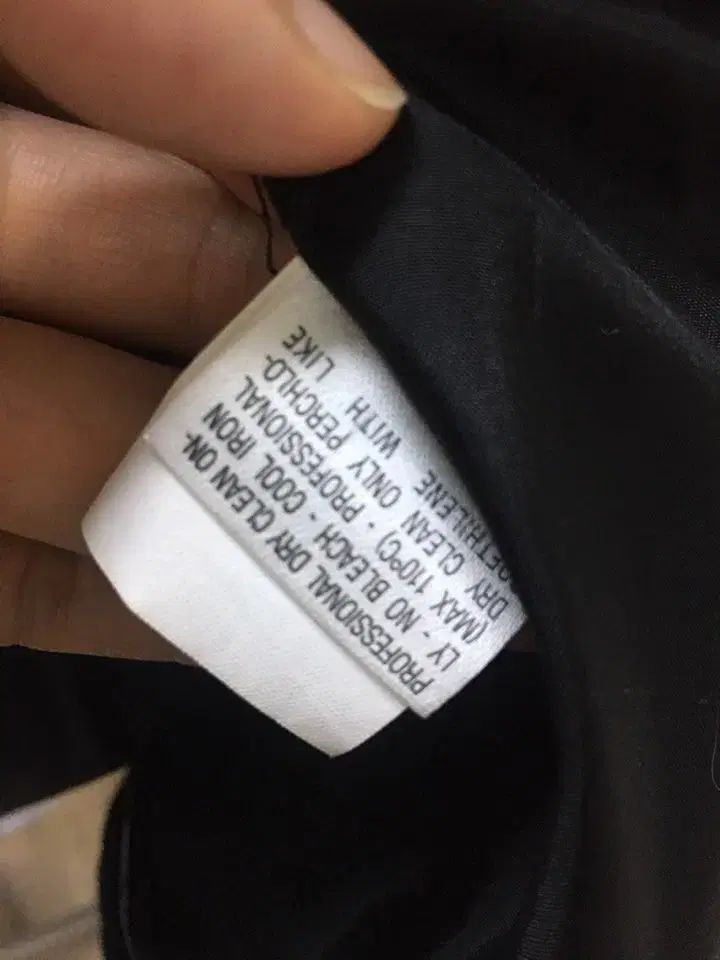 PROFESSIONAL DRY CLEAN ON-
LY - NO BLEACH - COOL IRON
(MAX 110ºC) - PROFESSIONAL
DRY CLEAN ONLY PERCHLO-
RETHILENE WITH LIKE